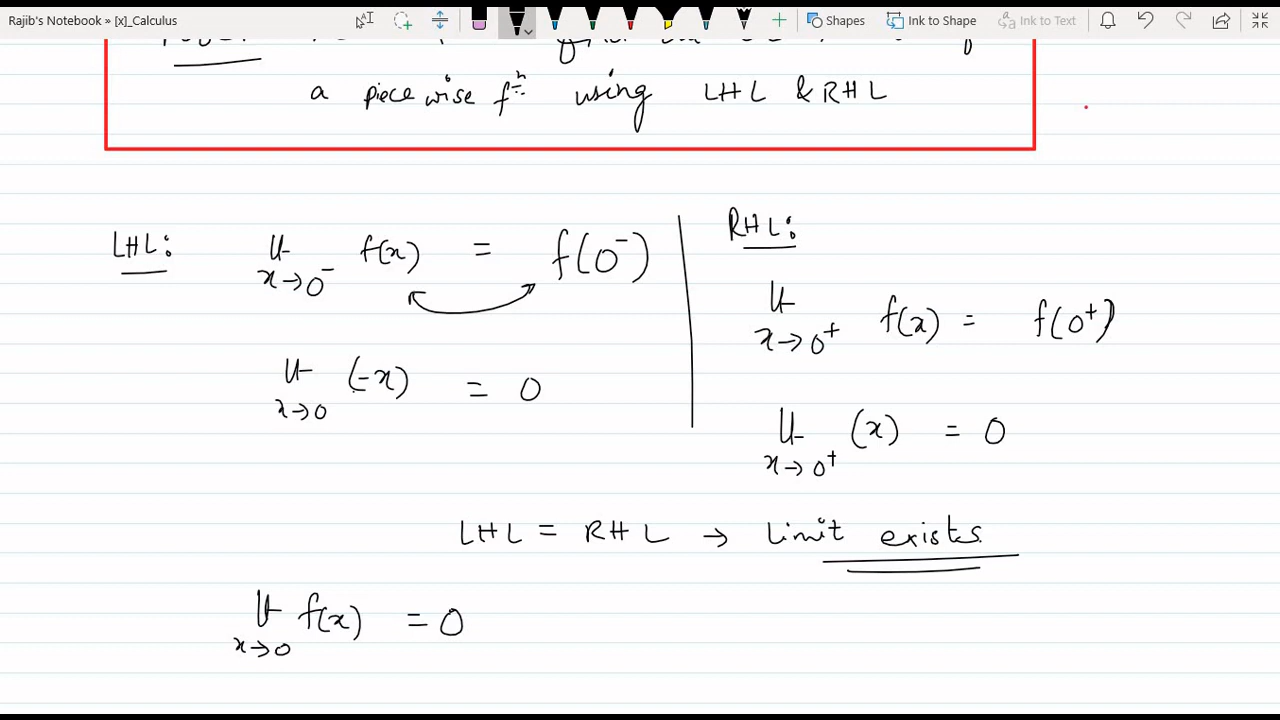 Rajib's Notebook » [x]_Calculus
Shapes Ink to Shape Ink to Text
a piecewise fⁿ using LHL & RHL
LHL: lt x→0⁻ f(x) = f(0⁻)
lt x→0 (-x) = 0
RHL:
lt x→0⁺ f(x) = f(0⁺)
lt x→0⁺ (x) = 0
LHL = RHL → limit exists.
lt x→0 f(x) = 0